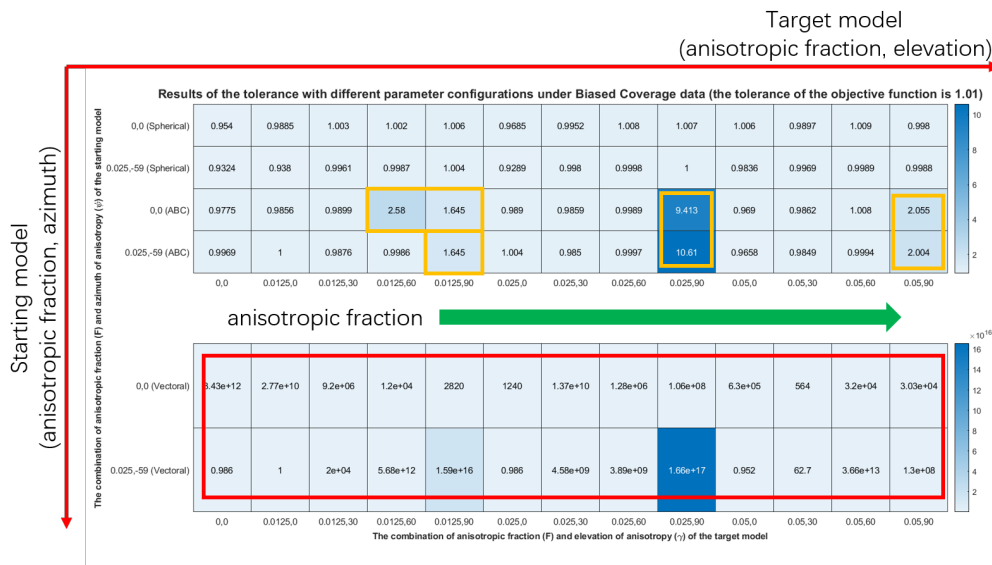 Target model
(anisotropic fraction, elevation)
Starting model
(anisotropic fraction, azimuth)
Results of the tolerance with different parameter configurations under Biased Coverage data (the tolerance of the objective function is 1.01)
The combination of anisotropic fraction (F) and azimuth of anisotropy (ψ) of the starting model
0,0 (Spherical) 0.954 0.9885 1.003 1.002 1.006 0.9685 0.9952 1.008 1.007 1.006 0.9897 1.009 0.998
0.025,-59 (Spherical) 0.9324 0.938 0.9961 0.9987 1.004 0.9289 0.998 0.9998 1 0.9836 0.9969 0.9989 0.9988
0,0 (ABC) 0.9775 0.9856 0.9899 2.58 1.645 0.989 0.9859 0.9989 9.413 0.969 0.9862 1.008 2.055
0.025,-59 (ABC) 0.9969 1 0.9876 0.9986 1.645 1.004 0.985 0.9997 10.61 0.9658 0.9849 0.9994 2.004
0,0 0.0125,0 0.0125,30 0.0125,60 0.0125,90 0.025,0 0.025,30 0.025,60 0.025,90 0.05,0 0.05,30 0.05,60 0.05,90
10
8
6
4
2
anisotropic fraction
×10^16
0,0 (Vectoral) .43e+12 2.77e+10 9.2e+06 1.2e+04 2820 1240 1.37e+10 1.28e+06 1.06e+08 6.3e+05 564 3.2e+04 3.03e+04
0.025,-59 (Vectoral) 0.986 1 2e+04 5.68e+12 1.59e+16 0.986 4.58e+09 3.89e+09 1.66e+17 0.952 62.7 3.66e+13 1.3e+08
0,0 0.0125,0 0.0125,30 0.0125,60 0.0125,90 0.025,0 0.025,30 0.025,60 0.025,90 0.05,0 0.05,30 0.05,60 0.05,90
The combination of anisotropic fraction (F) and elevation of anisotropy (γ) of the target model
16
14
12
10
8
6
4
2